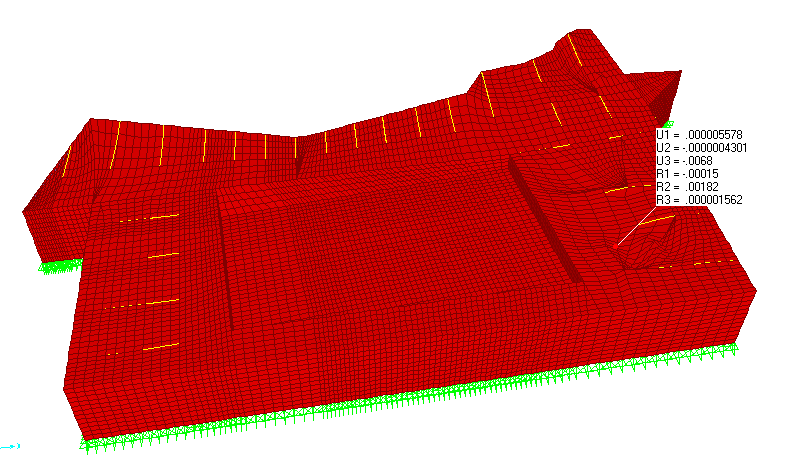 U1 = .000005578
U2 = -.0000004301
U3 = -.0068
R1 = -.00015
R2 = .00182
R3 = .000001562